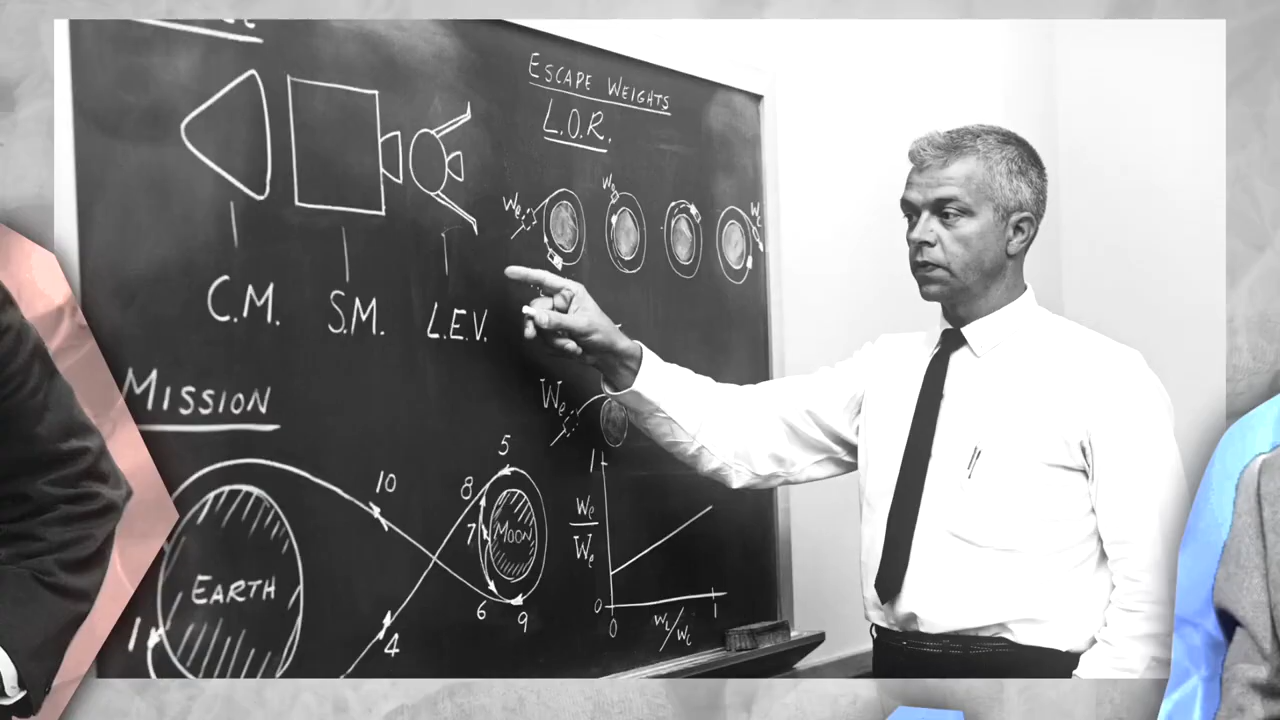 ESCAPE WEIGHTS
L.O.R.
We
We
C.M.
S.M.
L.E.V.
MISSION
We
5
10
8
1
We
We
7
MOON
EARTH
6
9
0
0
1
1
4